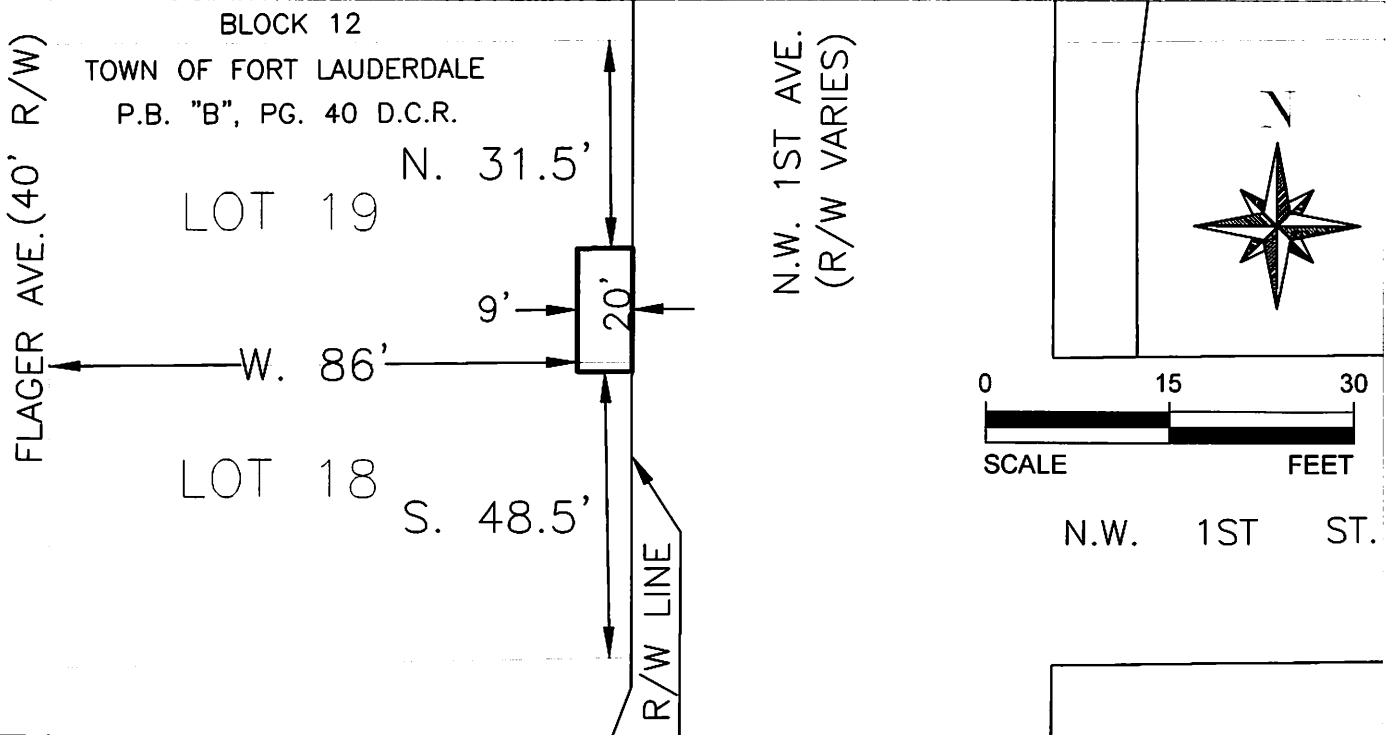 BLOCK 12
TOWN OF FORT LAUDERDALE
P.B. "B", PG. 40 D.C.R.
FLAGER AVE.(40' R/W)
N. 31.5'
LOT 19
9'
20'
W. 86'
LOT 18
S. 48.5'
R/W LINE
N.W. 1ST AVE.
(R/W VARIES)
N
0 15 30
SCALE FEET
N.W. 1ST ST.